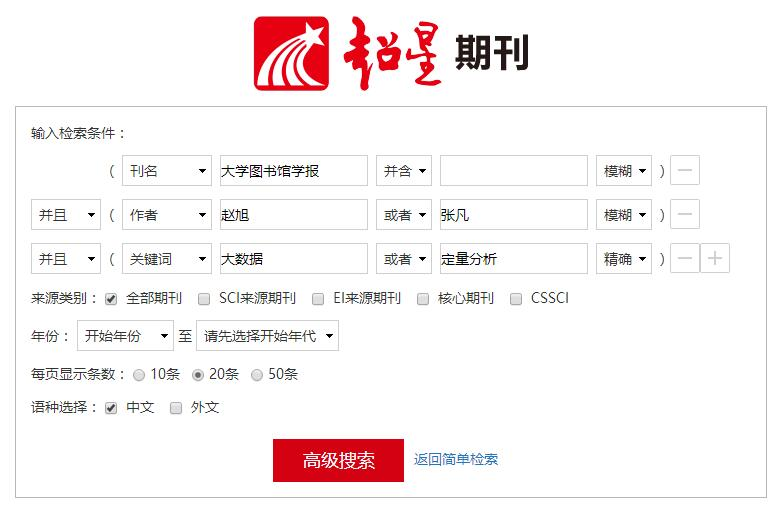 超星 期刊
输入检索条件：
( 刊名 大学图书馆学报 并含 模糊 )
并且 ( 作者 赵旭 或者 张凡 模糊 )
并且 ( 关键词 大数据 或者 定量分析 精确 )
来源类别： 全部期刊 SCI来源期刊 EI来源期刊 核心期刊 CSSCI
年份： 开始年份 至 请先选择开始年代
每页显示条数： 10条 20条 50条
语种选择： 中文 外文
高级搜索 返回简单检索